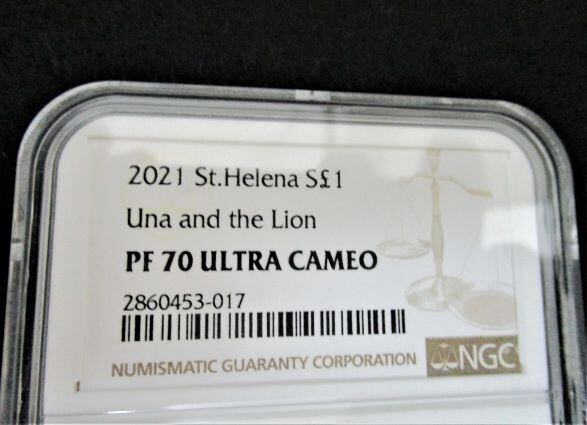 2021 St.Helena S£1
Una and the Lion
PF 70 ULTRA CAMEO
2860453-017
NUMISMATIC GUARANTY CORPORATION NGC